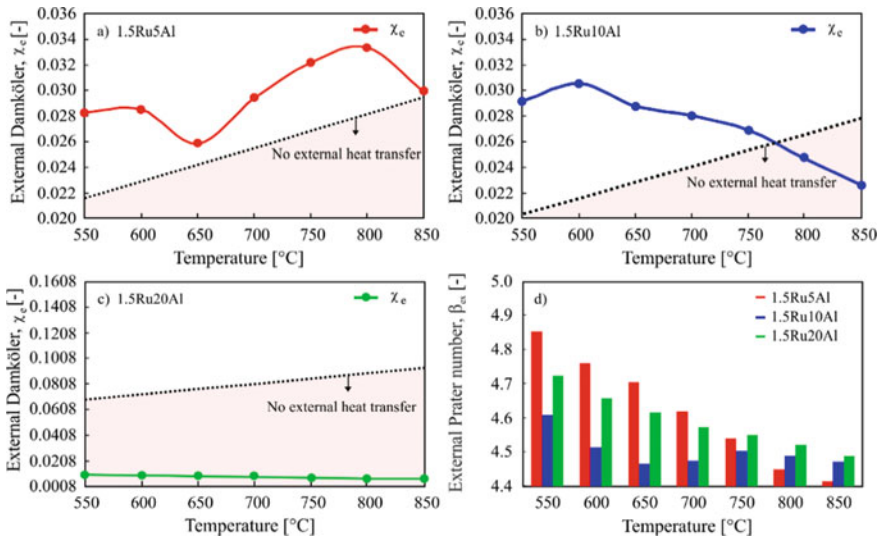 External Damköler, χe [-]
0.036
0.034
0.032
0.030
0.028
0.026
0.024
0.022
0.020
a) 1.5Ru5Al
χe
No external heat transfer
550 600 650 700 750 800 850
Temperature [°C]
External Damköler, χe [-]
0.036
0.034
0.032
0.030
0.028
0.026
0.024
0.022
0.020
b) 1.5Ru10Al
χe
No external heat transfer
550 600 650 700 750 800 850
Temperature [°C]
External Damköler, χe [-]
0.1608
0.1408
0.1208
0.1008
0.0808
0.0608
0.0408
0.0208
0.0008
c) 1.5Ru20Al
χe
No external heat transfer
550 600 650 700 750 800 850
Temperature [°C]
External Prater number, βex [-]
5.0
4.9
4.8
4.7
4.6
4.5
4.4
d)
1.5Ru5Al
1.5Ru10Al
1.5Ru20Al
550 600 650 700 750 800 850
Temperature [°C]